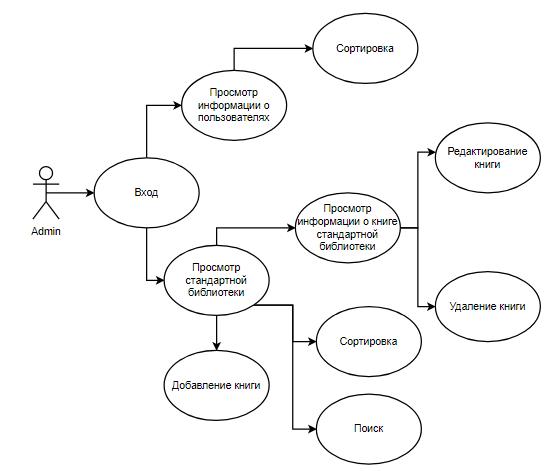 Сортировка
Просмотр
информации о
пользователях
Редактирование
книги
Вход
Admin
Просмотр
информации о книге
стандартной
библиотеки
Просмотр
стандартной
библиотеки
Удаление книги
Сортировка
Добавление книги
Поиск